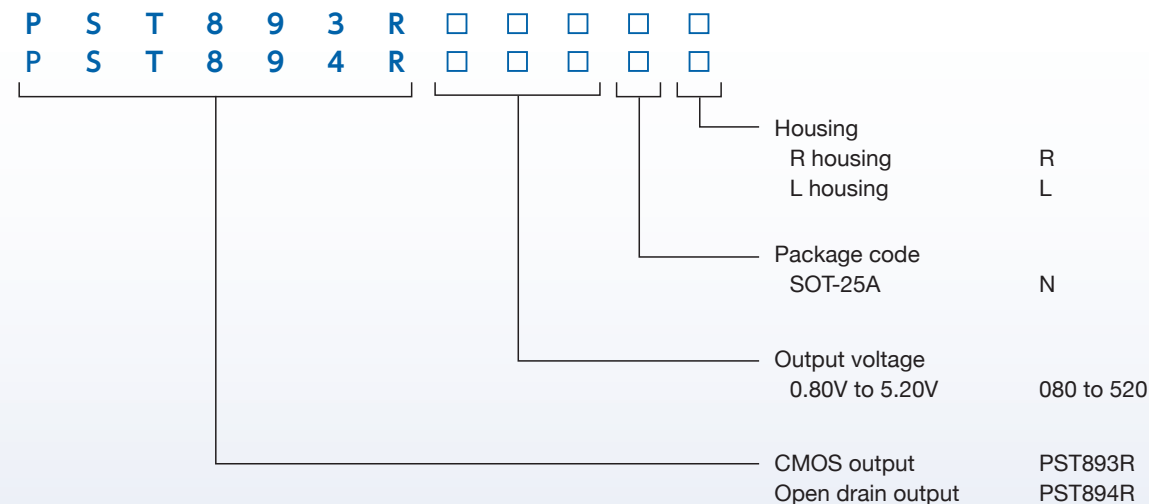 P S T 8 9 3 R □ □ □ □ □
P S T 8 9 4 R □ □ □ □ □
Housing
R housing R
L housing L
Package code
SOT-25A N
Output voltage
0.80V to 5.20V 080 to 520
CMOS output PST893R
Open drain output PST894R